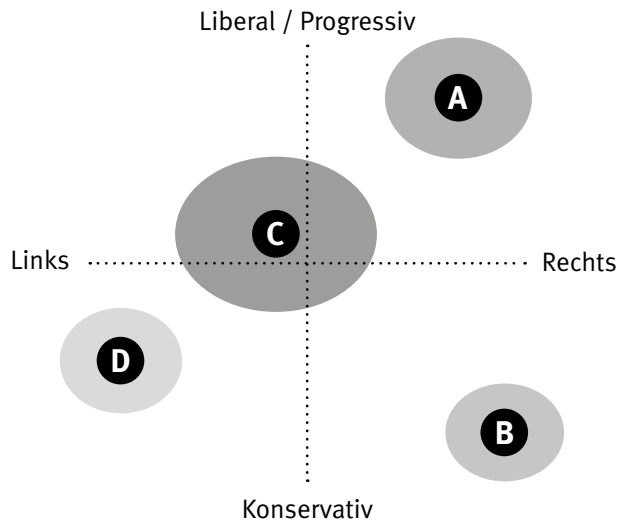 Liberal / Progressiv
A
C
Links
Rechts
D
B
Konservativ